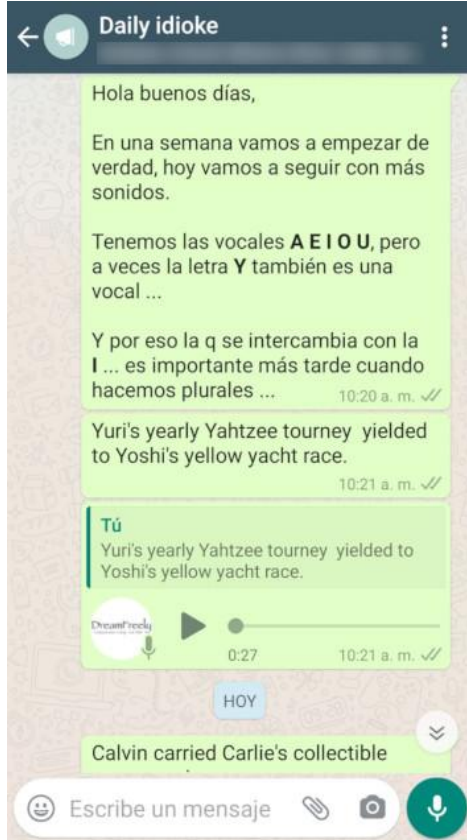 Daily idioke
Hola buenos días,
En una semana vamos a empezar de
verdad, hoy vamos a seguir con más
sonidos.
Tenemos las vocales A E I O U, pero
a veces la letra Y también es una
vocal ...
Y por eso la q se intercambia con la
I ... es importante más tarde cuando
hacemos plurales ...
10:20 a. m.
Yuri's yearly Yahtzee tourney yielded
to Yoshi's yellow yacht race.
10:21 a. m.
Tú
Yuri's yearly Yahtzee tourney yielded to
Yoshi's yellow yacht race.
DreamFreely
0:27 10:21 a. m.
HOY
Calvin carried Carlie's collectible
Escribe un mensaje